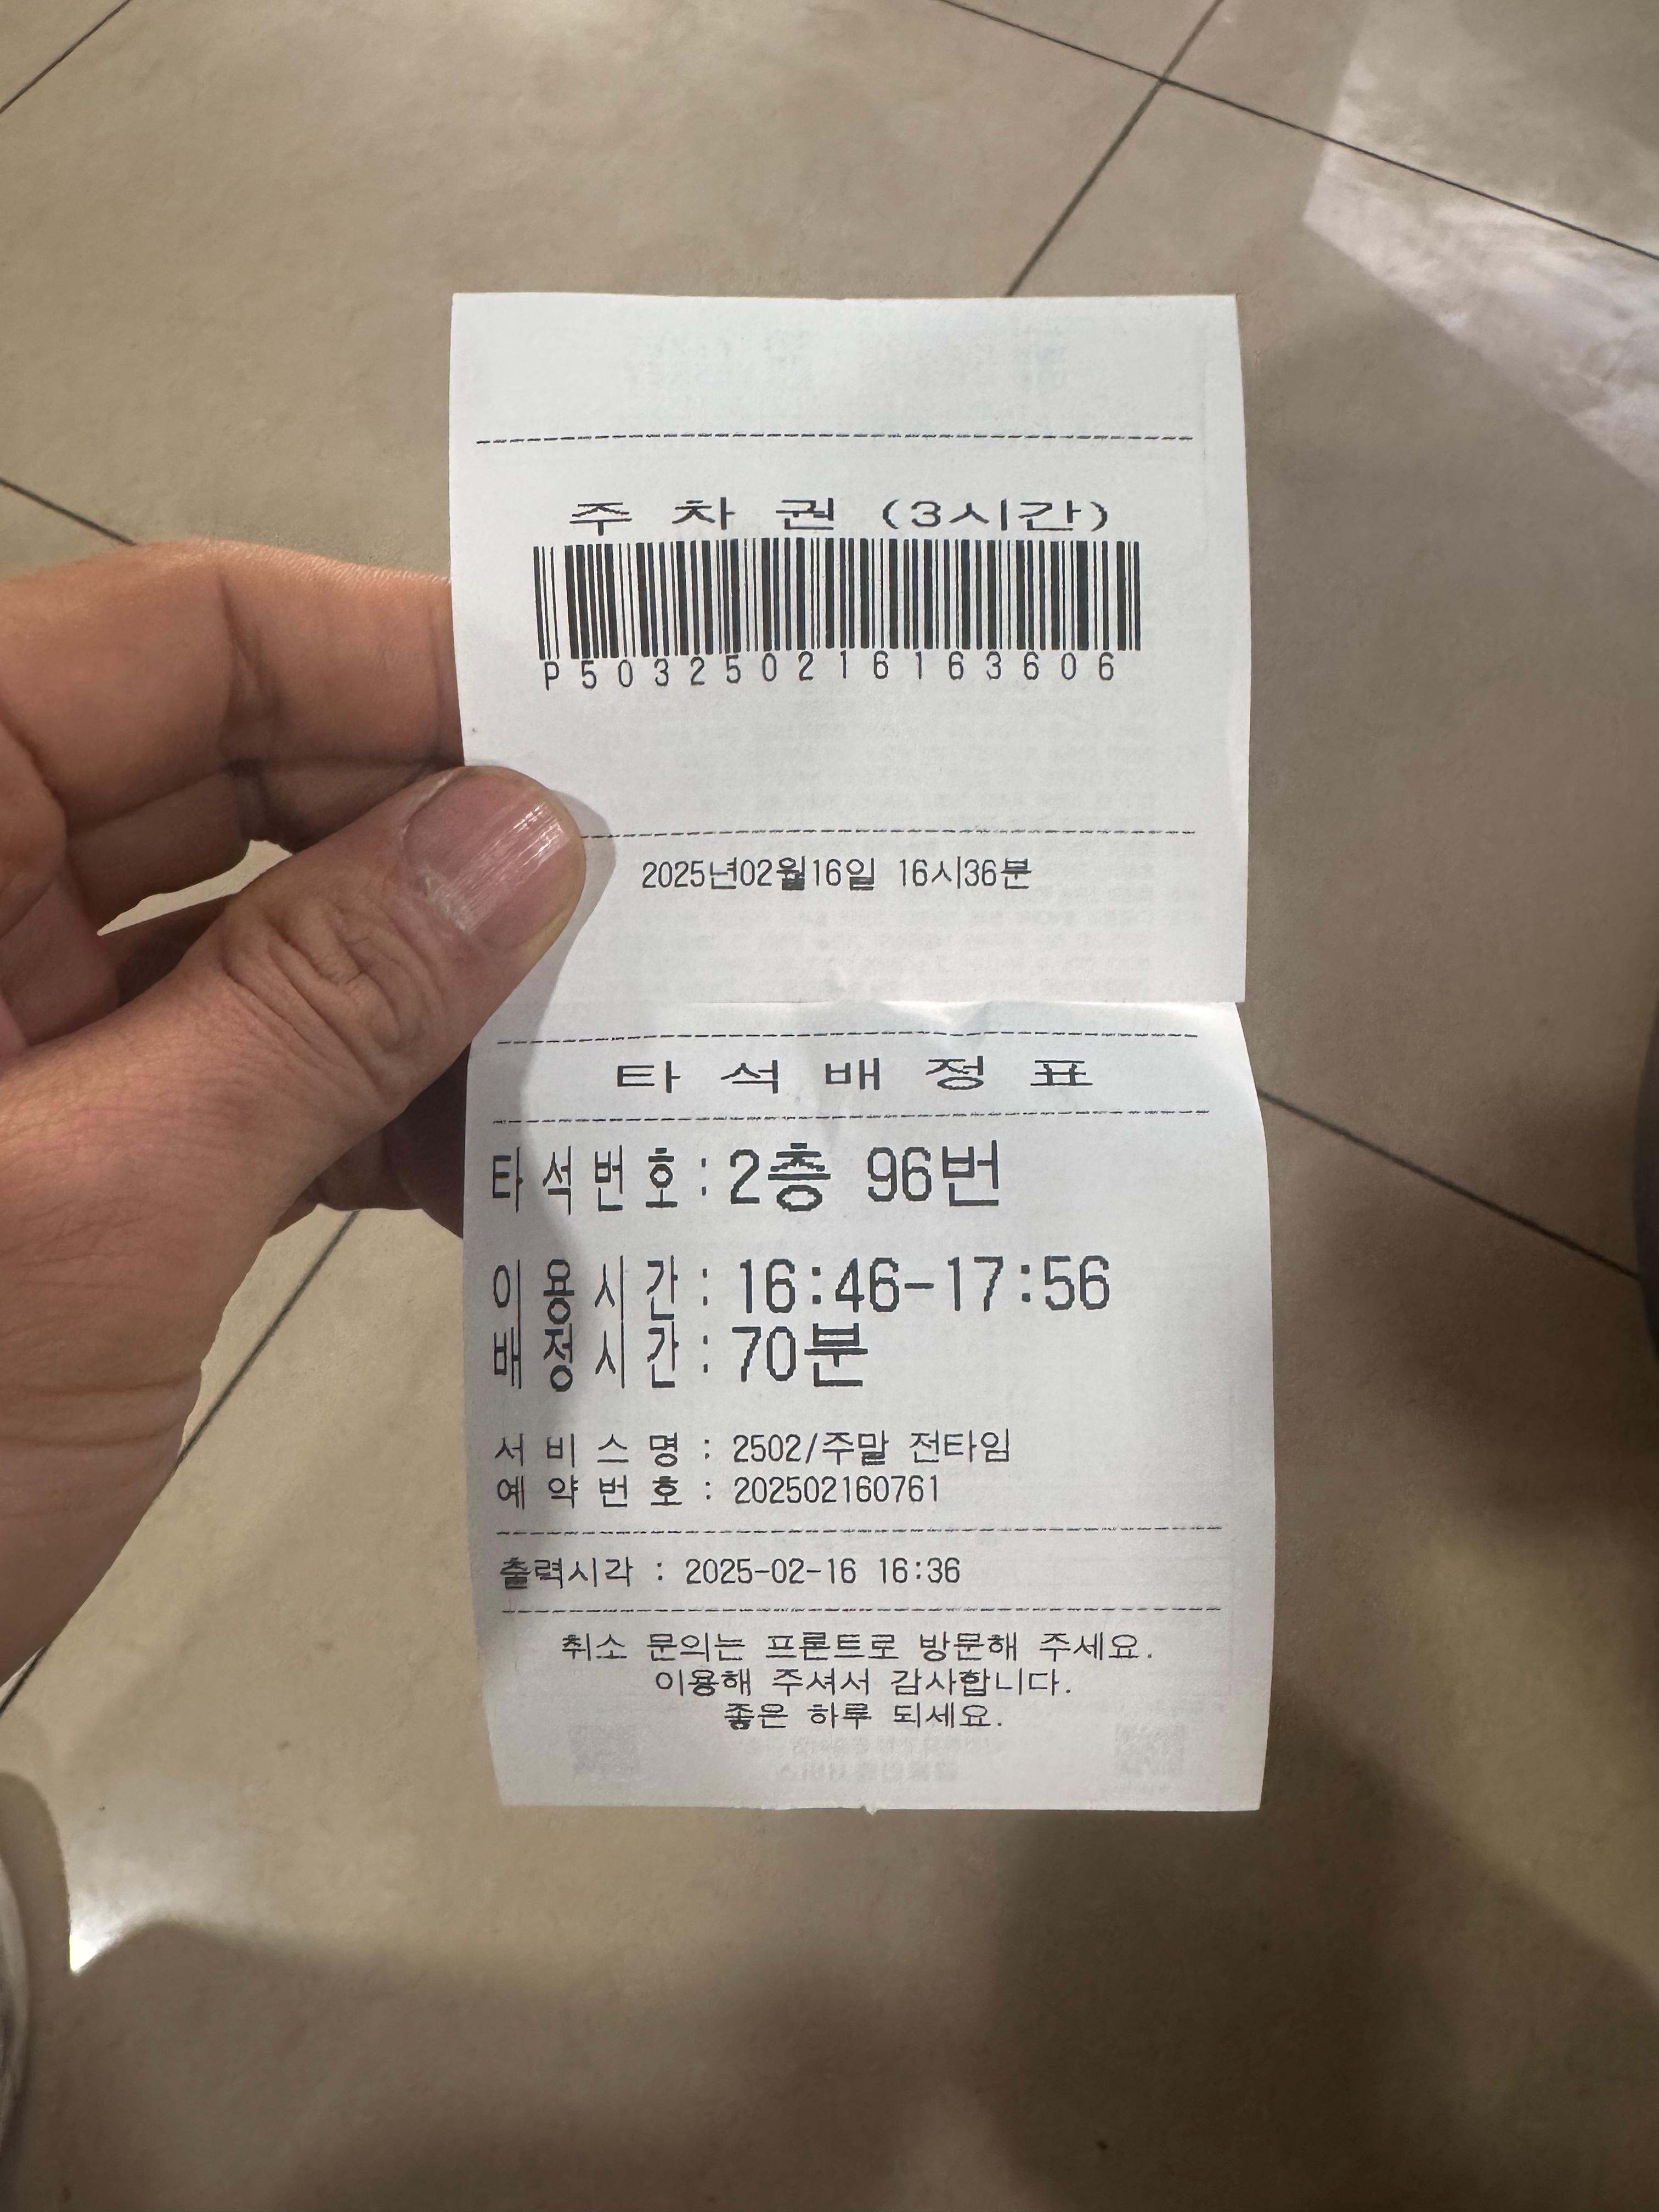 주 차 권 (3시간)
P503250216163606
2025년02월16일 16시36분
타 석 배 정 표
타 석 번 호 : 2층 96번
이 용 시 간 : 16:46-17:56
배 정 시 간 : 70분
서 비 스 명 : 2502/주말 전타임
예 약 번 호 : 202502160761
출력시각 : 2025-02-16 16:36
취소 문의는 프론트로 방문해 주세요.
이용해 주셔서 감사합니다.
좋은 하루 되세요.